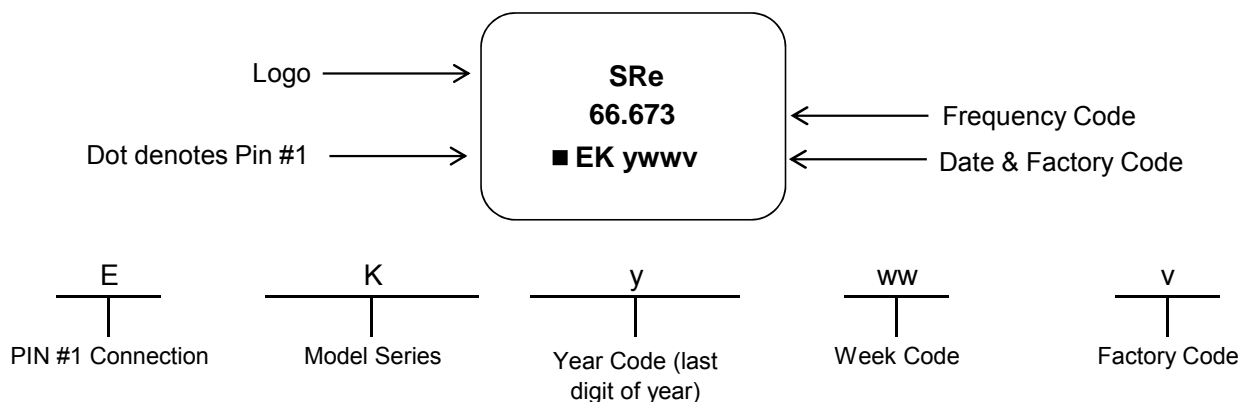 Logo
SRe
66.673
Frequency Code
Dot denotes Pin #1
■ EK ywwv
Date & Factory Code
E
K
y
ww
v
PIN #1 Connection
Model Series
Year Code (last
digit of year)
Week Code
Factory Code